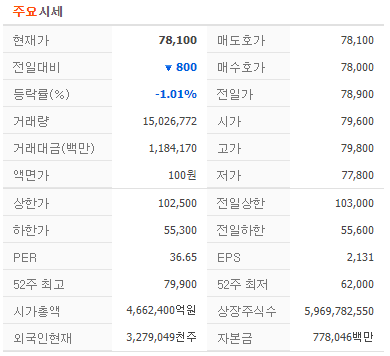 주요시세
현재가 78,100 매도호가 78,100
전일대비 ▼ 800 매수호가 78,000
등락률(%) -1.01% 전일가 78,900
거래량 15,026,772 시가 79,600
거래대금(백만) 1,184,170 고가 79,800
액면가 100원 저가 77,800
상한가 102,500 전일상한 103,000
하한가 55,300 전일하한 55,600
PER 36.65 EPS 2,131
52주 최고 79,900 52주 최저 62,000
시가총액 4,662,400억원 상장주식수 5,969,782,550
외국인현재 3,279,049천주 자본금 778,046백만